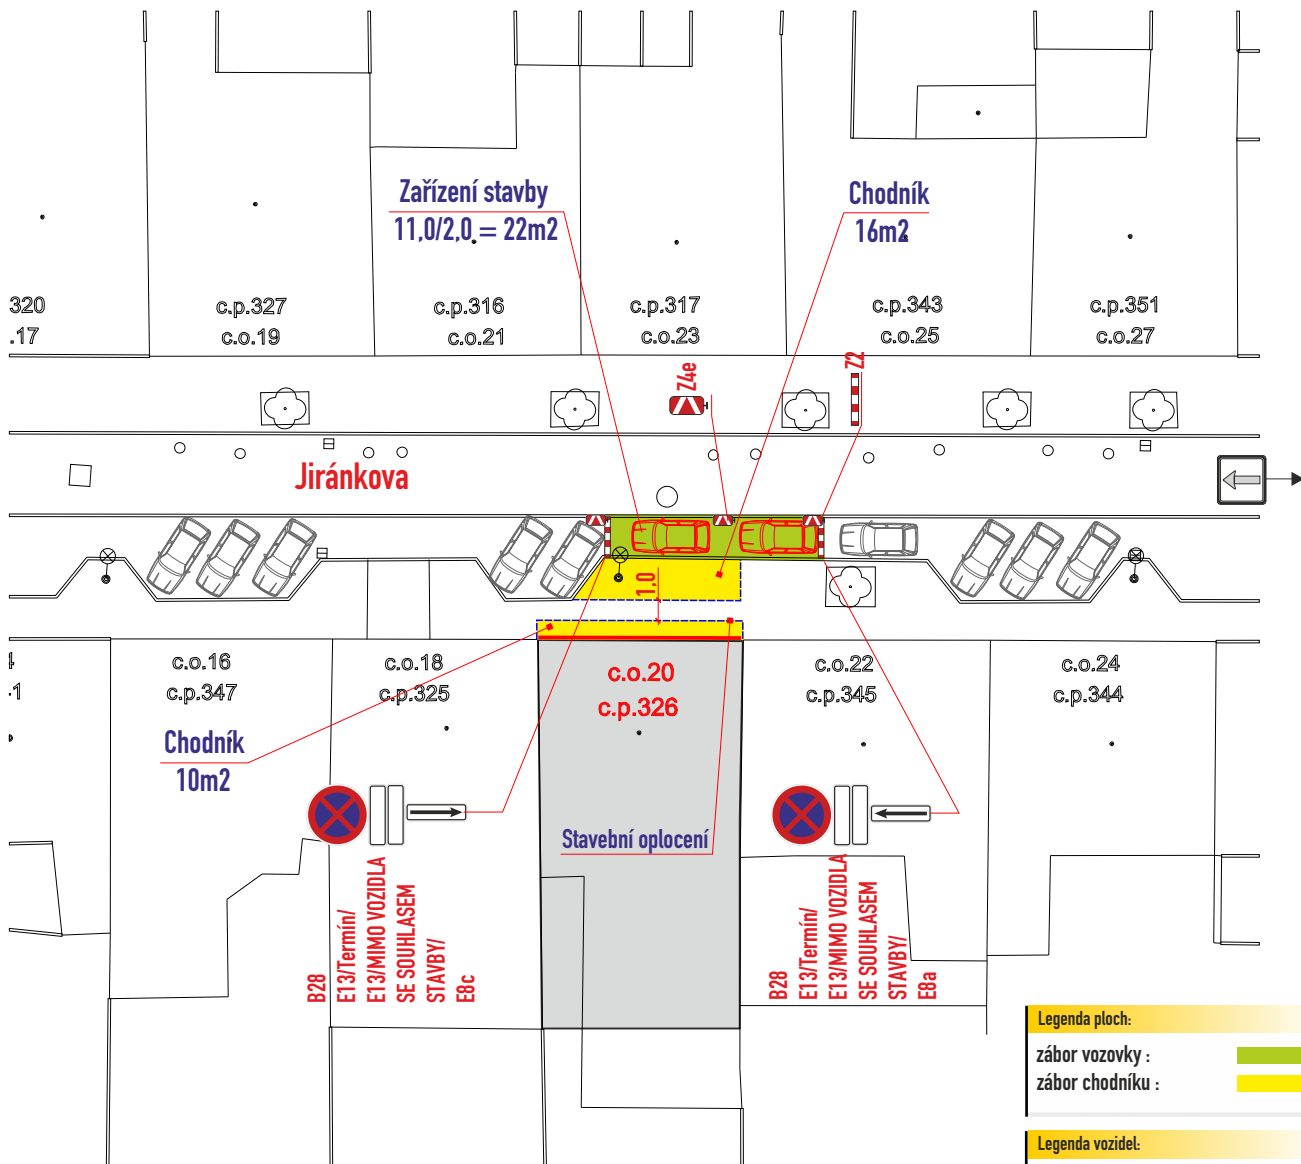 Zařízení stavby
11,0/2,0 = 22m2
Chodník
16m2
320
.17
c.p.327
c.o.19
c.p.316
c.o.21
c.p.317
c.o.23
c.p.343
c.o.25
c.p.351
c.o.27
Z4e
Z2
Jiránkova
1,0
-1
c.o.16
c.p.347
c.o.18
c.p.325
c.o.20
c.p.326
c.o.22
c.p.345
c.o.24
c.p.344
Chodník
10m2
Stavební oplocení
B28
E13/Termín/
E13/MIMO VOZIDLA
SE SOUHLASEM
STAVBY/
E8c
B28
E13/Termín/
E13/MIMO VOZIDLA
SE SOUHLASEM
STAVBY/
E8a
Legenda ploch:
zábor vozovky :
zábor chodníku :
Legenda vozidel: